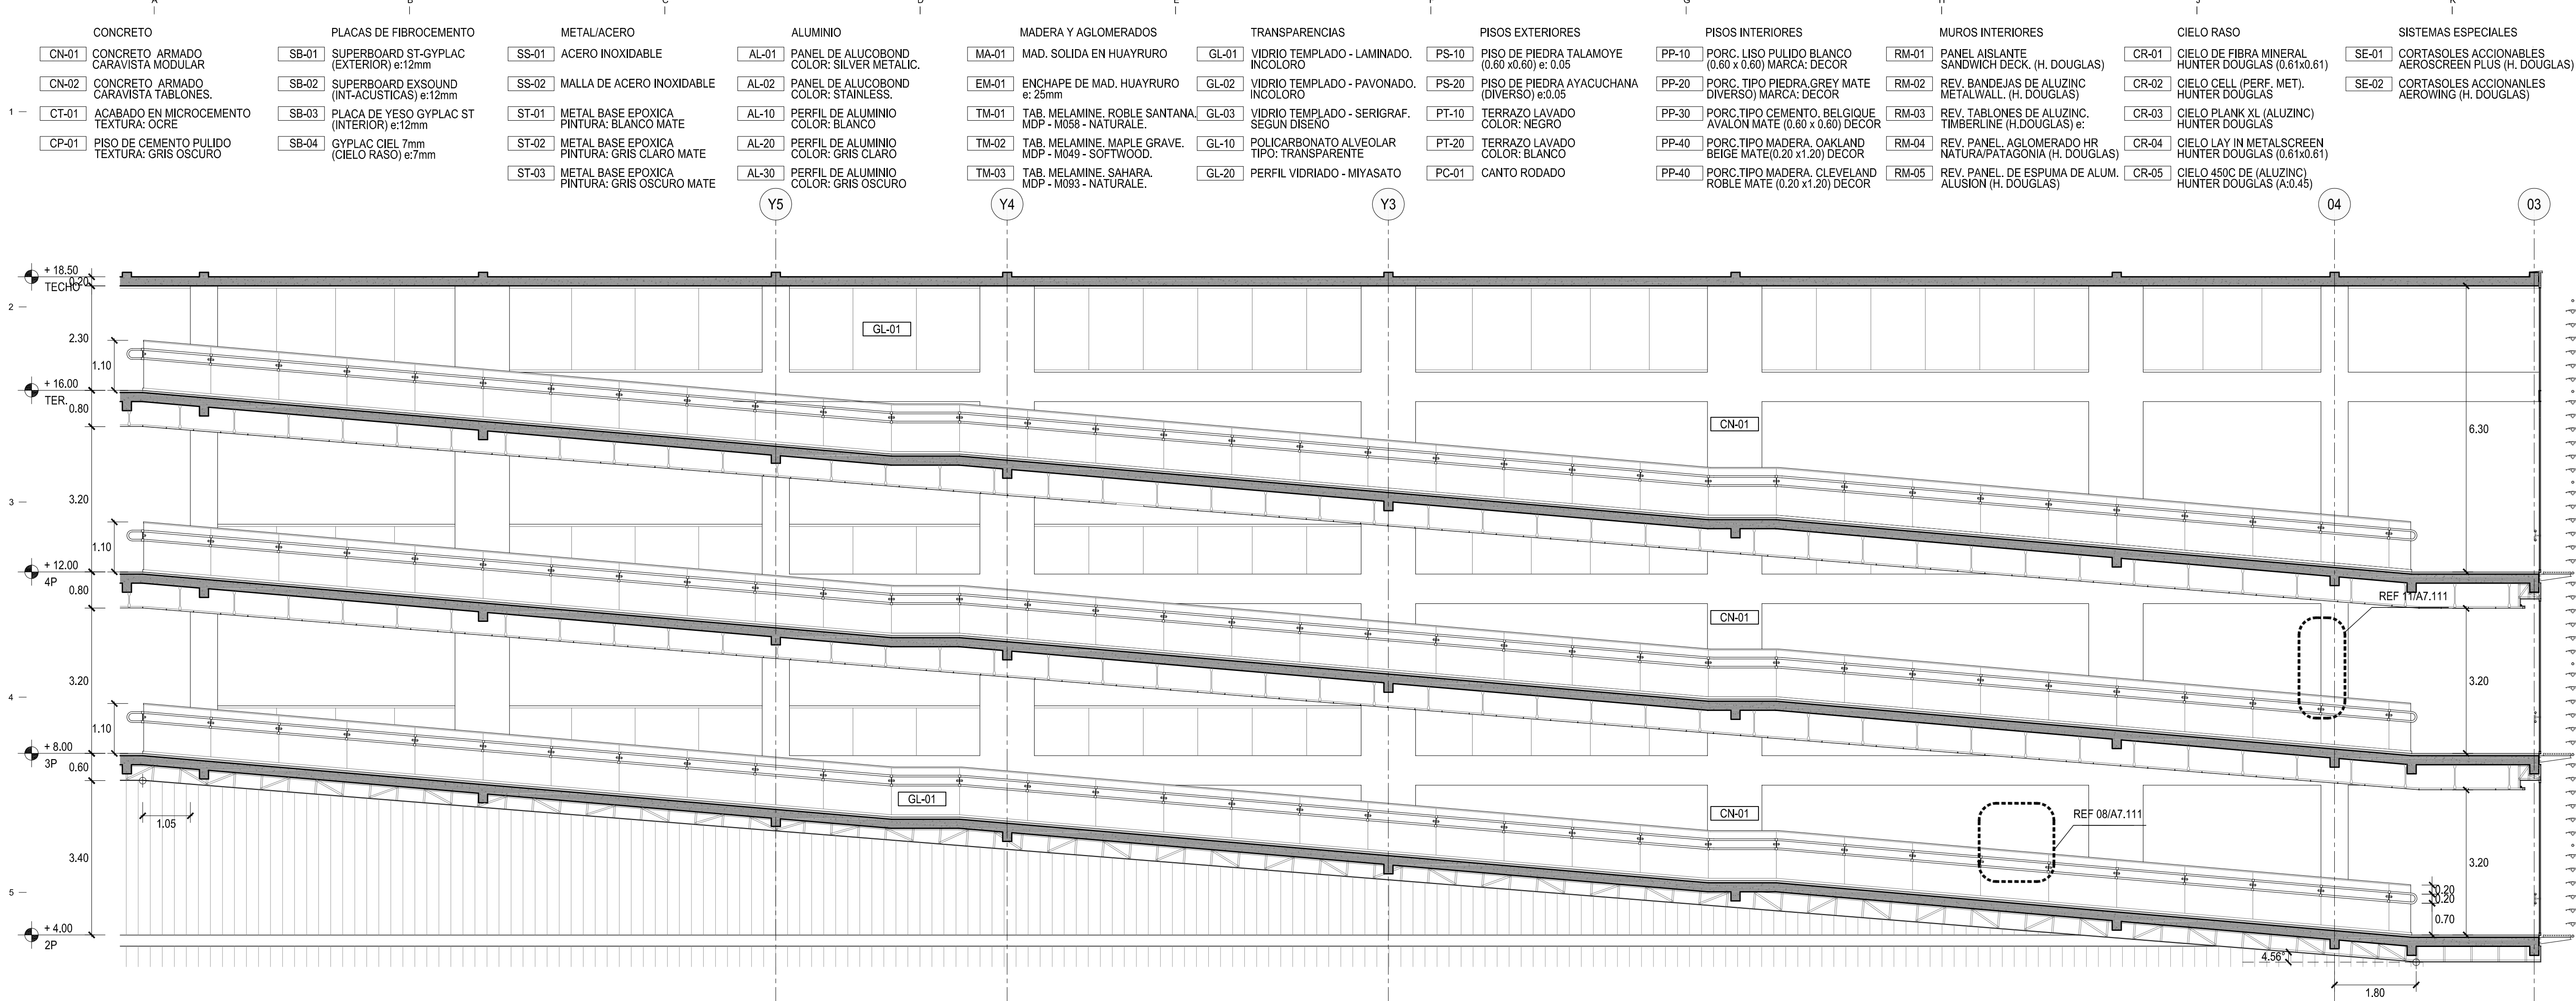 A B C D E F G H J K
CONCRETO
CN-01 CONCRETO ARMADO
CARAVISTA MODULAR
CN-02 CONCRETO ARMADO
CARAVISTA TABLONES.
CT-01 ACABADO EN MICROCEMENTO
TEXTURA: OCRE
CP-01 PISO DE CEMENTO PULIDO
TEXTURA: GRIS OSCURO
PLACAS DE FIBROCEMENTO
SB-01 SUPERBOARD ST-GYPLAC
(EXTERIOR) e:12mm
SB-02 SUPERBOARD EXSOUND
(INT-ACUSTICAS) e:12mm
SB-03 PLACA DE YESO GYPLAC ST
(INTERIOR) e:12mm
SB-04 GYPLAC CIEL 7mm
(CIELO RASO) e:7mm
METAL/ACERO
SS-01 ACERO INOXIDABLE
SS-02 MALLA DE ACERO INOXIDABLE
ST-01 METAL BASE EPOXICA
PINTURA: BLANCO MATE
ST-02 METAL BASE EPOXICA
PINTURA: GRIS CLARO MATE
ST-03 METAL BASE EPOXICA
PINTURA: GRIS OSCURO MATE
ALUMINIO
AL-01 PANEL DE ALUCOBOND
COLOR: SILVER METALIC.
AL-02 PANEL DE ALUCOBOND
COLOR: STAINLESS.
AL-10 PERFIL DE ALUMINIO
COLOR: BLANCO
AL-20 PERFIL DE ALUMINIO
COLOR: GRIS CLARO
AL-30 PERFIL DE ALUMINIO
COLOR: GRIS OSCURO
MADERA Y AGLOMERADOS
MA-01 MAD. SOLIDA EN HUAYRURO
EM-01 ENCHAPE DE MAD. HUAYRURO
e: 25mm
TM-01 TAB. MELAMINE. ROBLE SANTANA.
MDP - M058 - NATURALE.
TM-02 TAB. MELAMINE. MAPLE GRAVE.
MDP - M049 - SOFTWOOD.
TM-03 TAB. MELAMINE. SAHARA.
MDP - M093 - NATURALE.
TRANSPARENCIAS
GL-01 VIDRIO TEMPLADO - LAMINADO.
INCOLORO
GL-02 VIDRIO TEMPLADO - PAVONADO.
INCOLORO
GL-03 VIDRIO TEMPLADO - SERIGRAF.
SEGUN DISENO
GL-10 POLICARBONATO ALVEOLAR
TIPO: TRANSPARENTE
GL-20 PERFIL VIDRIADO - MIYASATO
PISOS EXTERIORES
PS-10 PISO DE PIEDRA TALAMOYE
(0.60 x0.60) e: 0.05
PS-20 PISO DE PIEDRA AYACUCHANA
(DIVERSO) e:0.05
PT-10 TERRAZO LAVADO
COLOR: NEGRO
PT-20 TERRAZO LAVADO
COLOR: BLANCO
PC-01 CANTO RODADO
PISOS INTERIORES
PP-10 PORC. LISO PULIDO BLANCO
(0.60 x 0.60) MARCA: DECOR
PP-20 PORC. TIPO PIEDRA.GREY MATE
DIVERSO) MARCA: DECOR
PP-30 PORC.TIPO CEMENTO. BELGIQUE
AVALON MATE (0.60 x 0.60) DECOR
PP-40 PORC.TIPO MADERA. OAKLAND
BEIGE MATE(0.20 x1.20) DECOR
PP-40 PORC.TIPO MADERA. CLEVELAND
ROBLE MATE (0.20 x1.20) DECOR
MUROS INTERIORES
RM-01 PANEL AISLANTE
SANDWICH DECK. (H. DOUGLAS)
RM-02 REV. BANDEJAS DE ALUZINC
METALWALL. (H. DOUGLAS)
RM-03 REV. TABLONES DE ALUZINC.
TIMBERLINE (H.DOUGLAS) e:
RM-04 REV. PANEL. AGLOMERADO HR
NATURA/PATAGONIA (H. DOUGLAS)
RM-05 REV. PANEL. DE ESPUMA DE ALUM.
ALUSION (H. DOUGLAS)
CIELO RASO
CR-01 CIELO DE FIBRA MINERAL
HUNTER DOUGLAS (0.61x0.61)
CR-02 CIELO CELL (PERF. MET).
HUNTER DOUGLAS
CR-03 CIELO PLANK XL (ALUZINC)
HUNTER DOUGLAS
CR-04 CIELO LAY IN METALSCREEN
HUNTER DOUGLAS (0.61x0.61)
CR-05 CIELO 450C DE (ALUZINC)
HUNTER DOUGLAS (A:0.45)
SISTEMAS ESPECIALES
SE-01 CORTASOLES ACCIONABLES
AEROSCREEN PLUS (H. DOUGLAS)
SE-02 CORTASOLES ACCIONANLES
AEROWING (H. DOUGLAS)
1
Y5 Y4 Y3 04 03
+ 18.50
0.20
TECHO
2
GL-01
2.30
1.10
+ 16.00
TER.
0.80
CN-01
6.30
3
3.20
1.10
+ 12.00
4P
0.80
REF 11/A7.111
CN-01
4
3.20
3.20
1.10
+ 8.00
3P
0.60
GL-01
CN-01
REF 08/A7.111
1.05
3.40
3.20
5
0.20
0.20
0.70
+ 4.00
2P
4.56°
1.80